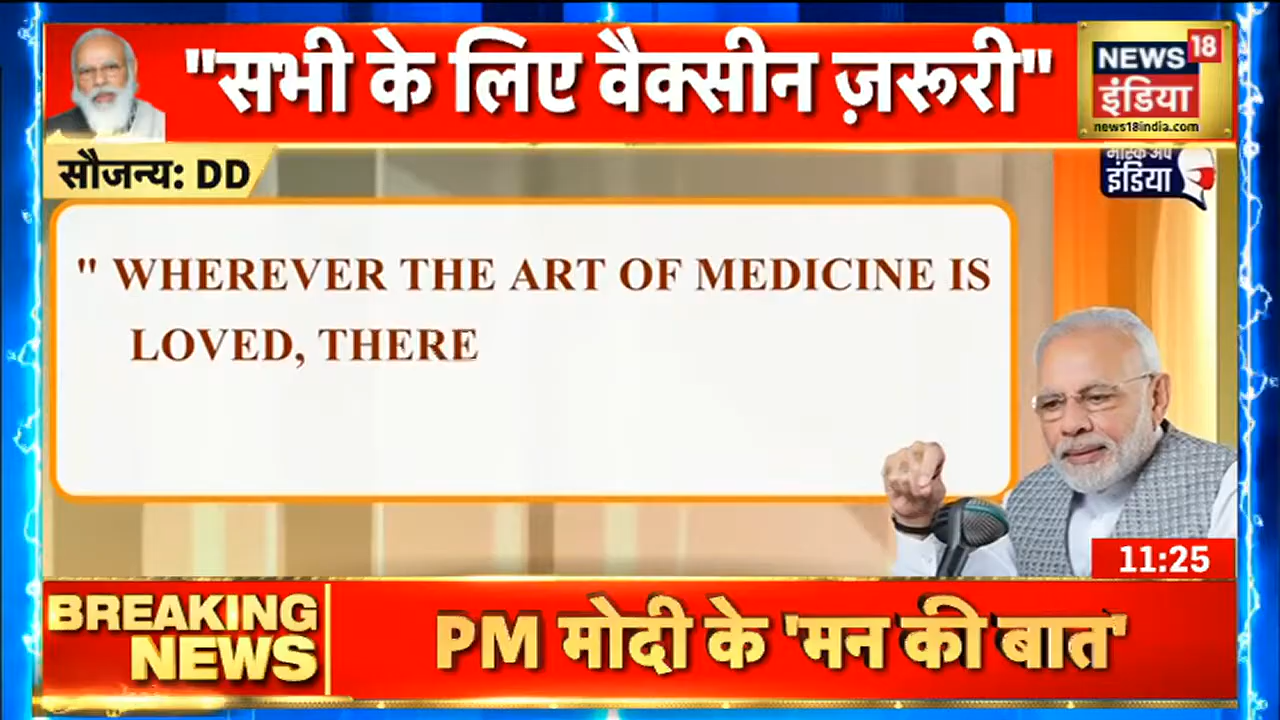 "सभी के लिए वैक्सीन ज़रूरी"
NEWS 18
इंडिया
news18india.com
सौजन्य: DD
मास्क अप
इंडिया
" WHEREVER THE ART OF MEDICINE IS
LOVED, THERE
11:25
BREAKING
NEWS
PM मोदी के 'मन की बात'